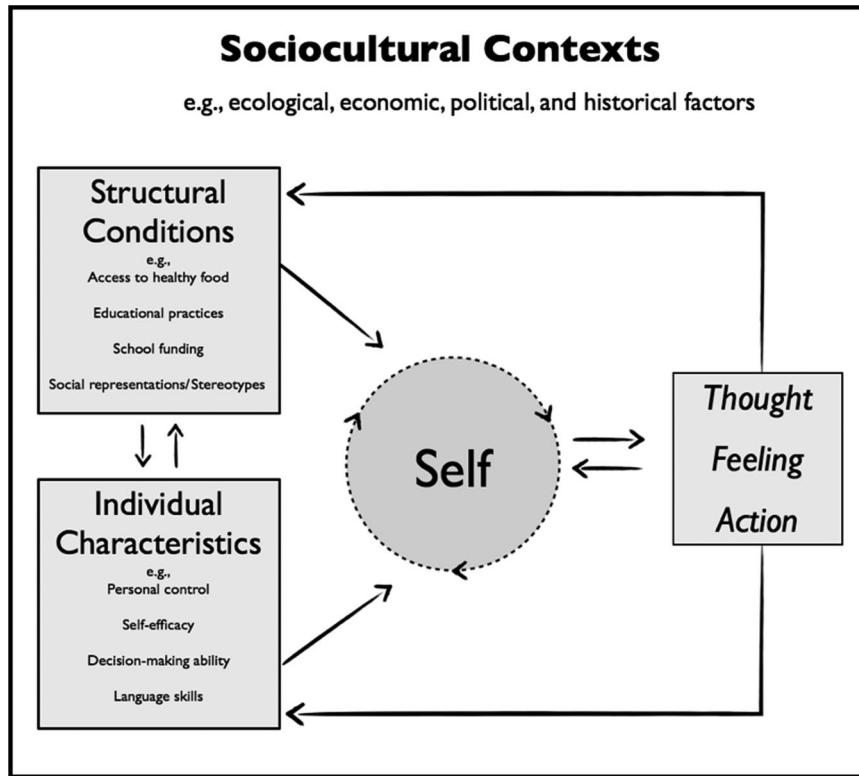 Sociocultural Contexts
e.g., ecological, economic, political, and historical factors
Structural
Conditions
e.g.,
Access to healthy food
Educational practices
School funding
Social representations/Stereotypes
Individual
Characteristics
e.g.,
Personal control
Self-efficacy
Decision-making ability
Language skills
Self
Thought
Feeling
Action